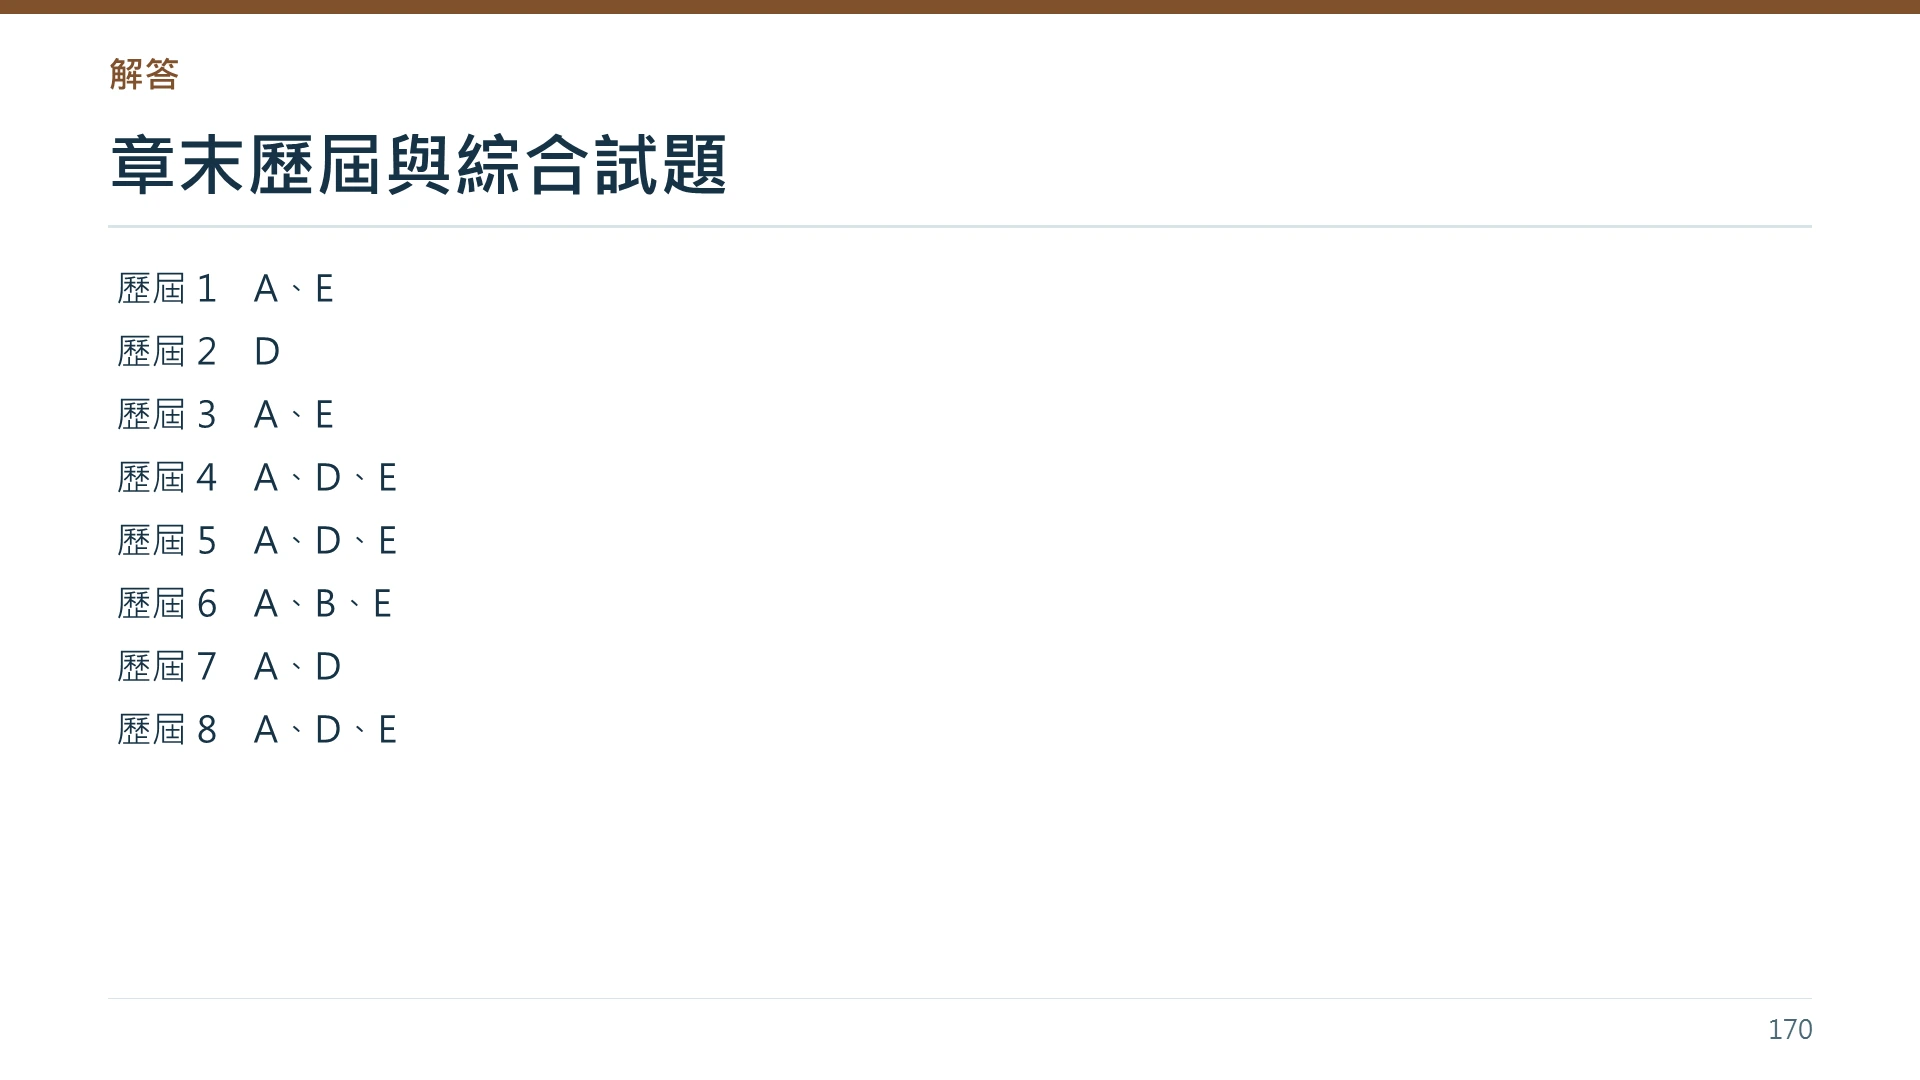 解答
章末歷屆與綜合試題
歷屆 1　A、E
歷屆 2　D
歷屆 3　A、E
歷屆 4　A、D、E
歷屆 5　A、D、E
歷屆 6　A、B、E
歷屆 7　A、D
歷屆 8　A、D、E
170